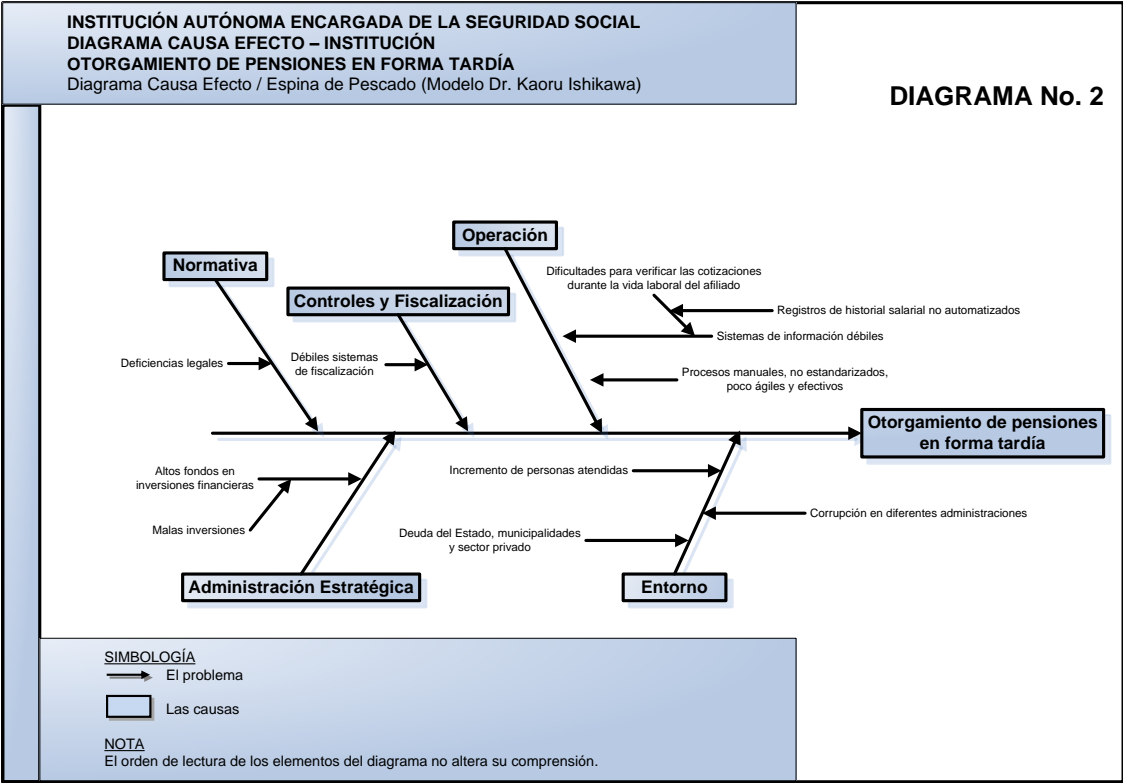 INSTITUCIÓN AUTÓNOMA ENCARGADA DE LA SEGURIDAD SOCIAL
DIAGRAMA CAUSA EFECTO – INSTITUCIÓN
OTORGAMIENTO DE PENSIONES EN FORMA TARDÍA
Diagrama Causa Efecto / Espina de Pescado (Modelo Dr. Kaoru Ishikawa)
DIAGRAMA No. 2
Operación
Normativa
Controles y Fiscalización
Dificultades para verificar las cotizaciones
durante la vida laboral del afiliado
Registros de historial salarial no automatizados
Sistemas de información débiles
Deficiencias legales
Débiles sistemas
de fiscalización
Procesos manuales, no estandarizados,
poco ágiles y efectivos
Otorgamiento de pensiones
en forma tardía
Altos fondos en
inversiones financieras
Malas inversiones
Incremento de personas atendidas
Corrupción en diferentes administraciones
Deuda del Estado, municipalidades
y sector privado
Administración Estratégica
Entorno
SIMBOLOGÍA
El problema
Las causas
NOTA
El orden de lectura de los elementos del diagrama no altera su comprensión.